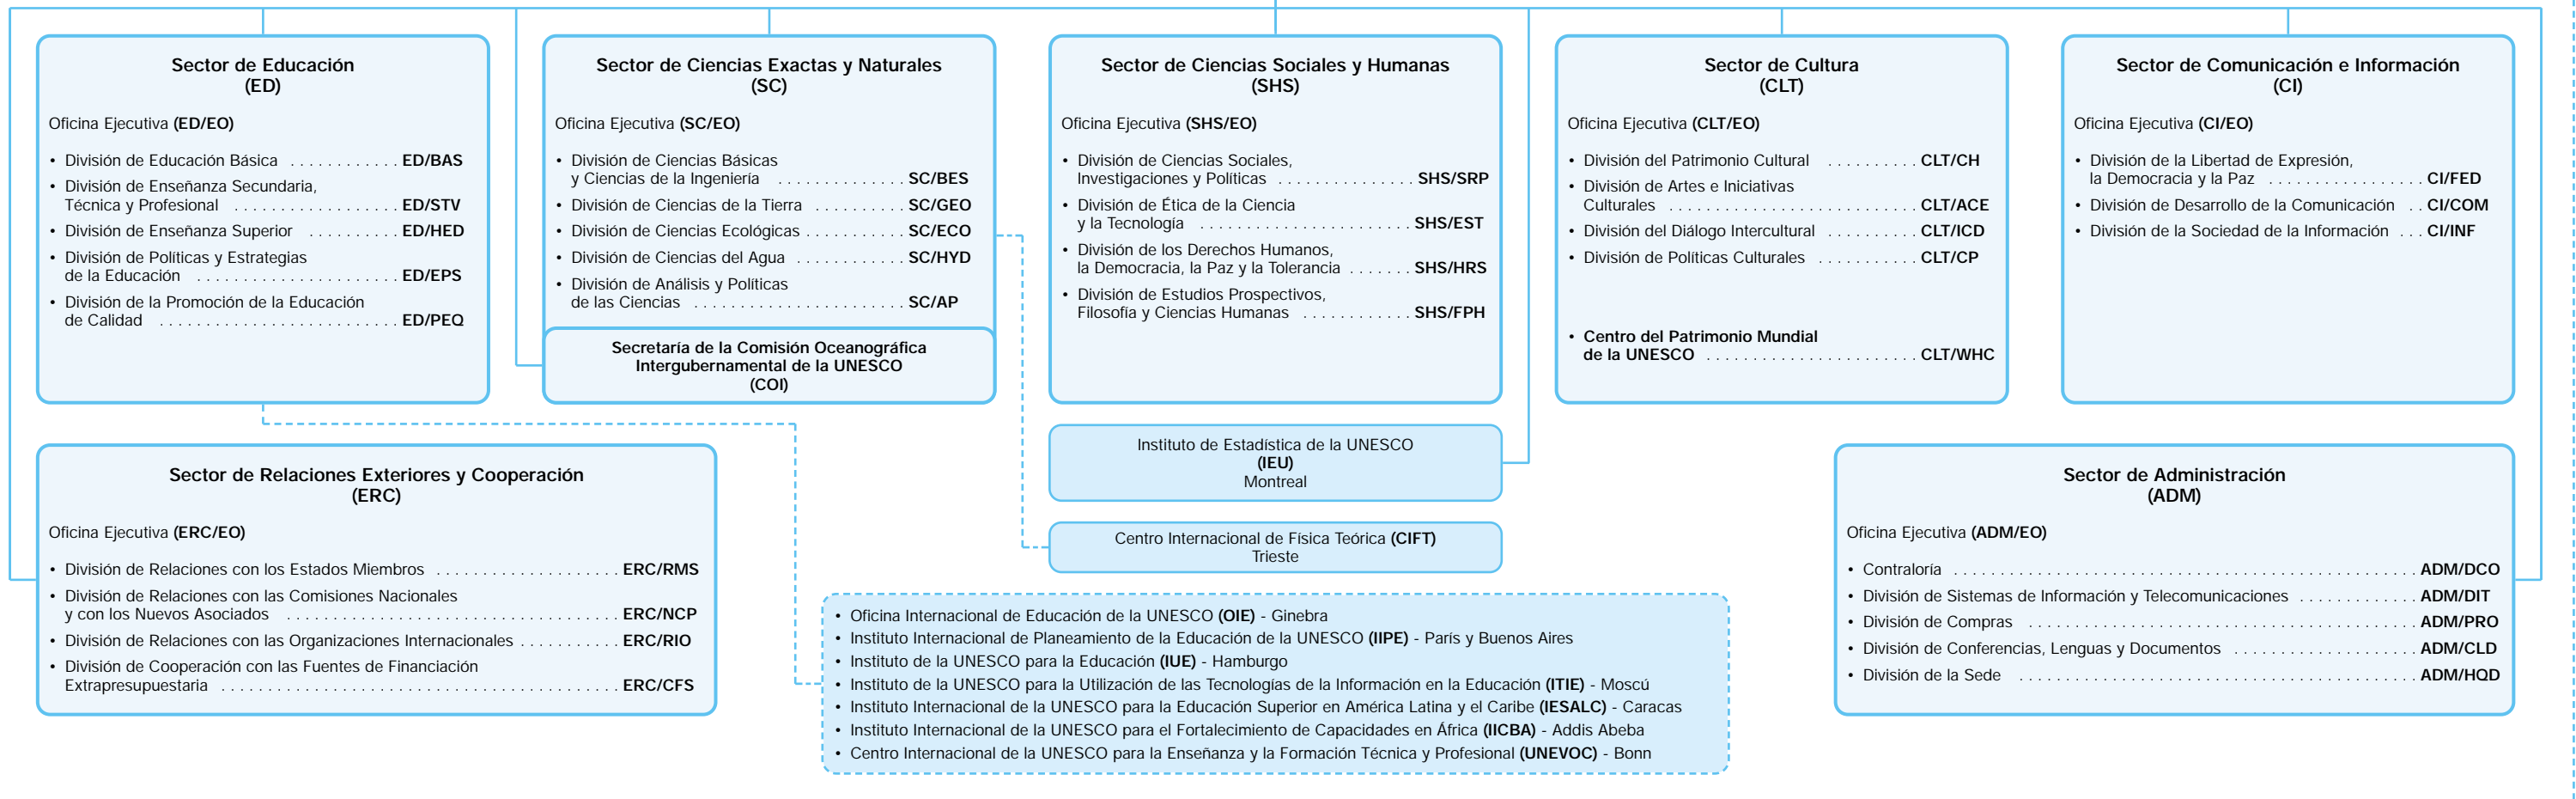 Sector de Educación
(ED)
Oficina Ejecutiva (ED/EO)
• División de Educación Básica . . . . . . . . . . . . ED/BAS
• División de Enseñanza Secundaria,
Técnica y Profesional . . . . . . . . . . . . . . . . . . ED/STV
• División de Enseñanza Superior . . . . . . . . . . ED/HED
• División de Políticas y Estrategias
de la Educación . . . . . . . . . . . . . . . . . . . . . . ED/EPS
• División de la Promoción de la Educación
de Calidad . . . . . . . . . . . . . . . . . . . . . . . . . . ED/PEQ
Sector de Ciencias Exactas y Naturales
(SC)
Oficina Ejecutiva (SC/EO)
• División de Ciencias Básicas
y Ciencias de la Ingeniería . . . . . . . . . . . . . . SC/BES
• División de Ciencias de la Tierra . . . . . . . . . . SC/GEO
• División de Ciencias Ecológicas . . . . . . . . . . . SC/ECO
• División de Ciencias del Agua . . . . . . . . . . . . SC/HYD
• División de Análisis y Políticas
de las Ciencias . . . . . . . . . . . . . . . . . . . . . . . SC/AP
Secretaría de la Comisión Oceanográfica
Intergubernamental de la UNESCO
(COI)
Sector de Ciencias Sociales y Humanas
(SHS)
Oficina Ejecutiva (SHS/EO)
• División de Ciencias Sociales,
Investigaciones y Políticas . . . . . . . . . . . . . . . SHS/SRP
• División de Ética de la Ciencia
y la Tecnología . . . . . . . . . . . . . . . . . . . . . . . SHS/EST
• División de los Derechos Humanos,
la Democracia, la Paz y la Tolerancia . . . . . . . SHS/HRS
• División de Estudios Prospectivos,
Filosofía y Ciencias Humanas . . . . . . . . . . . . SHS/FPH
Sector de Cultura
(CLT)
Oficina Ejecutiva (CLT/EO)
• División del Patrimonio Cultural . . . . . . . . . . CLT/CH
• División de Artes e Iniciativas
Culturales . . . . . . . . . . . . . . . . . . . . . . . . . . . CLT/ACE
• División del Diálogo Intercultural . . . . . . . . . . CLT/ICD
• División de Políticas Culturales . . . . . . . . . . . CLT/CP
• Centro del Patrimonio Mundial
de la UNESCO . . . . . . . . . . . . . . . . . . . . . . . CLT/WHC
Sector de Comunicación e Información
(CI)
Oficina Ejecutiva (CI/EO)
• División de la Libertad de Expresión,
la Democracia y la Paz . . . . . . . . . . . . . . . . . CI/FED
• División de Desarrollo de la Comunicación . . CI/COM
• División de la Sociedad de la Información . . . CI/INF
Sector de Relaciones Exteriores y Cooperación
(ERC)
Oficina Ejecutiva (ERC/EO)
• División de Relaciones con los Estados Miembros . . . . . . . . . . . . . . . . . . . . ERC/RMS
• División de Relaciones con las Comisiones Nacionales
y con los Nuevos Asociados . . . . . . . . . . . . . . . . . . . . . . . . . . . . . . . . . . . . ERC/NCP
• División de Relaciones con las Organizaciones Internacionales . . . . . . . . . . . ERC/RIO
• División de Cooperación con las Fuentes de Financiación
Extrapresupuestaria . . . . . . . . . . . . . . . . . . . . . . . . . . . . . . . . . . . . . . . . . . . ERC/CFS
Instituto de Estadística de la UNESCO
(IEU)
Montreal
Centro Internacional de Física Teórica (CIFT)
Trieste
• Oficina Internacional de Educación de la UNESCO (OIE) - Ginebra
• Instituto Internacional de Planeamiento de la Educación de la UNESCO (IIPE) - París y Buenos Aires
• Instituto de la UNESCO para la Educación (IUE) - Hamburgo
• Instituto de la UNESCO para la Utilización de las Tecnologías de la Información en la Educación (ITIE) - Moscú
• Instituto Internacional de la UNESCO para la Educación Superior en América Latina y el Caribe (IESALC) - Caracas
• Instituto Internacional de la UNESCO para el Fortalecimiento de Capacidades en África (IICBA) - Addis Abeba
• Centro Internacional de la UNESCO para la Enseñanza y la Formación Técnica y Profesional (UNEVOC) - Bonn
Sector de Administración
(ADM)
Oficina Ejecutiva (ADM/EO)
• Contraloría . . . . . . . . . . . . . . . . . . . . . . . . . . . . . . . . . . . . . . . . . . . . . . . . . . ADM/DCO
• División de Sistemas de Información y Telecomunicaciones . . . . . . . . . . . . . ADM/DIT
• División de Compras . . . . . . . . . . . . . . . . . . . . . . . . . . . . . . . . . . . . . . . . . . ADM/PRO
• División de Conferencias, Lenguas y Documentos . . . . . . . . . . . . . . . . . . . . ADM/CLD
• División de la Sede . . . . . . . . . . . . . . . . . . . . . . . . . . . . . . . . . . . . . . . . . . . ADM/HQD